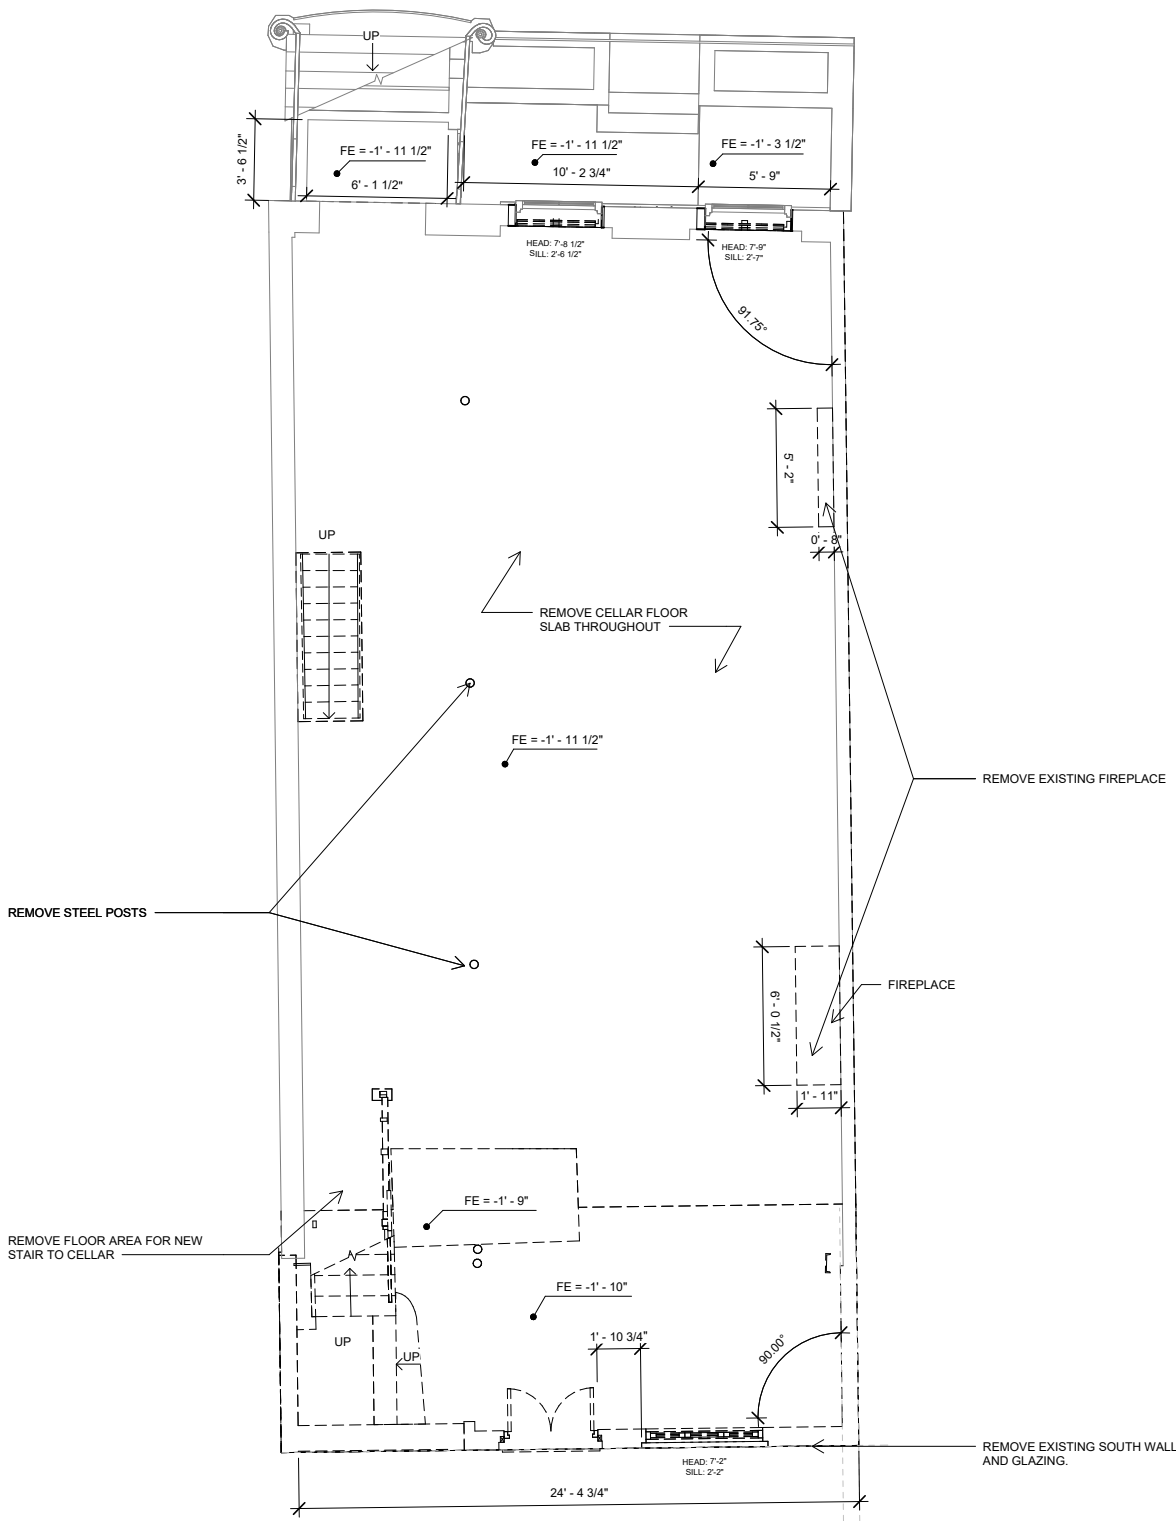 UP
3' - 6 1/2"
FE = -1' - 11 1/2"
6' - 1 1/2"
FE = -1' - 11 1/2"
10' - 2 3/4"
FE = -1' - 3 1/2"
5' - 9"
HEAD: 7'-8 1/2"
SILL: 2'-6 1/2"
HEAD: 7'-9"
SILL: 2'-7"
91.75°
5' - 2"
0' - 8"
UP
REMOVE CELLAR FLOOR
SLAB THROUGHOUT
FE = -1' - 11 1/2"
REMOVE EXISTING FIREPLACE
REMOVE STEEL POSTS
FIREPLACE
6' - 0 1/2"
1' - 11"
FE = -1' - 9"
REMOVE FLOOR AREA FOR NEW
STAIR TO CELLAR
FE = -1' - 10"
UP
UP
1' - 10 3/4"
90.00°
HEAD: 7'-2"
SILL: 2'-2"
REMOVE EXISTING SOUTH WALL
AND GLAZING.
24' - 4 3/4"